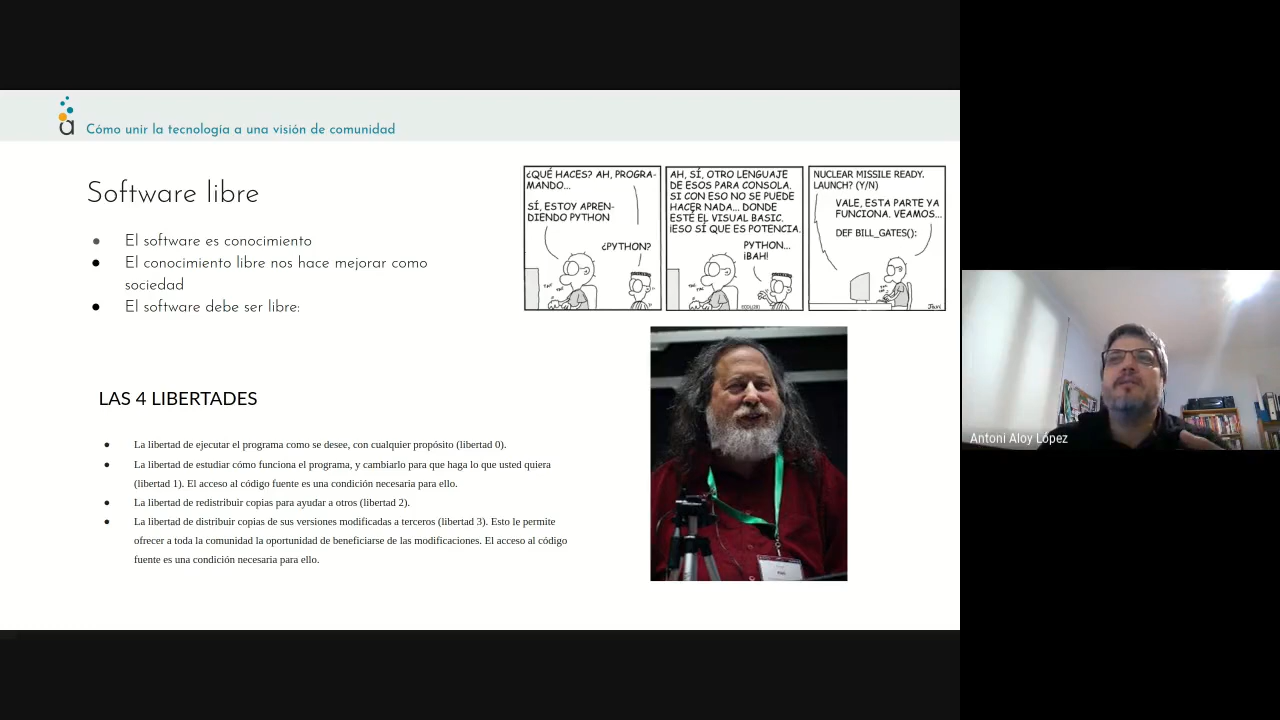 Cómo unir la tecnología a una visión de comunidad
Software libre
El software es conocimiento
El conocimiento libre nos hace mejorar como
sociedad
El software debe ser libre:
LAS 4 LIBERTADES
La libertad de ejecutar el programa como se desee, con cualquier propósito (libertad 0).
La libertad de estudiar cómo funciona el programa, y cambiarlo para que haga lo que usted quiera
(libertad 1). El acceso al código fuente es una condición necesaria para ello.
La libertad de redistribuir copias para ayudar a otros (libertad 2).
La libertad de distribuir copias de sus versiones modificadas a terceros (libertad 3). Esto le permite
ofrecer a toda la comunidad la oportunidad de beneficiarse de las modificaciones. El acceso al código
fuente es una condición necesaria para ello.
¿QUÉ HACES? AH, PROGRA-
MANDO...
SÍ, ESTOY APREN-
DIENDO PYTHON
¿PYTHON?
AH, SÍ, OTRO LENGUAJE
DE ESOS PARA CONSOLA.
SI CON ESO NO SE PUEDE
HACER NADA... DONDE
ESTÉ EL VISUAL BASIC.
¡ESO SÍ QUE ES POTENCIA.
PYTHON...
¡BAH!
NUCLEAR MISSILE READY.
LAUNCH? (Y/N)
VALE, ESTA PARTE YA
FUNCIONA. VEAMOS...
DEF BILL_GATES():
Antoni Aloy López